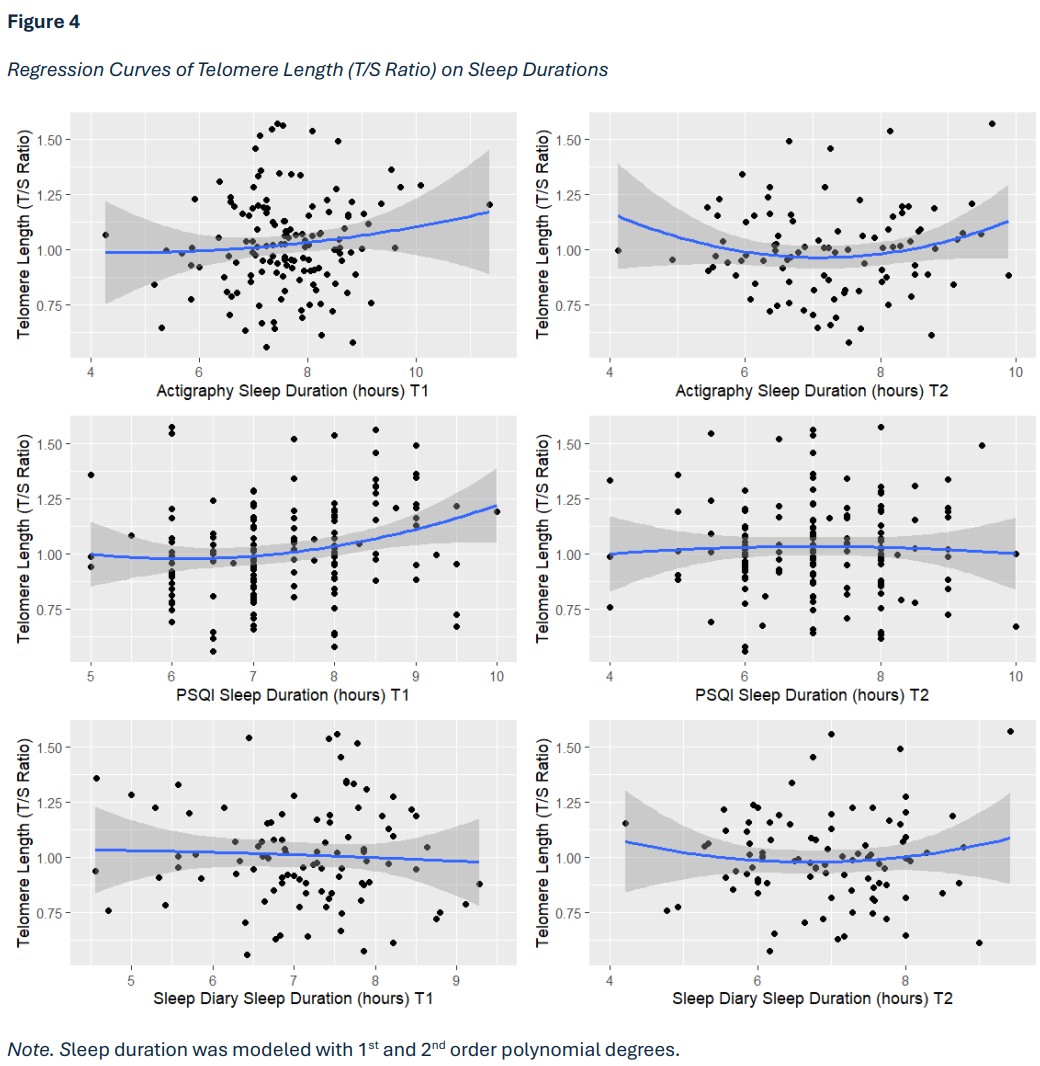 Figure 4
Regression Curves of Telomere Length (T/S Ratio) on Sleep Durations
Telomere Length (T/S Ratio)
1.50
1.25
1.00
0.75
4 6 8 10
Actigraphy Sleep Duration (hours) T1
Telomere Length (T/S Ratio)
1.50
1.25
1.00
0.75
4 6 8 10
Actigraphy Sleep Duration (hours) T2
Telomere Length (T/S Ratio)
1.50
1.25
1.00
0.75
5 6 7 8 9 10
PSQI Sleep Duration (hours) T1
Telomere Length (T/S Ratio)
1.50
1.25
1.00
0.75
4 6 8 10
PSQI Sleep Duration (hours) T2
Telomere Length (T/S Ratio)
1.50
1.25
1.00
0.75
5 6 7 8 9
Sleep Diary Sleep Duration (hours) T1
Telomere Length (T/S Ratio)
1.50
1.25
1.00
0.75
4 6 8
Sleep Diary Sleep Duration (hours) T2
Note. Sleep duration was modeled with 1st and 2nd order polynomial degrees.